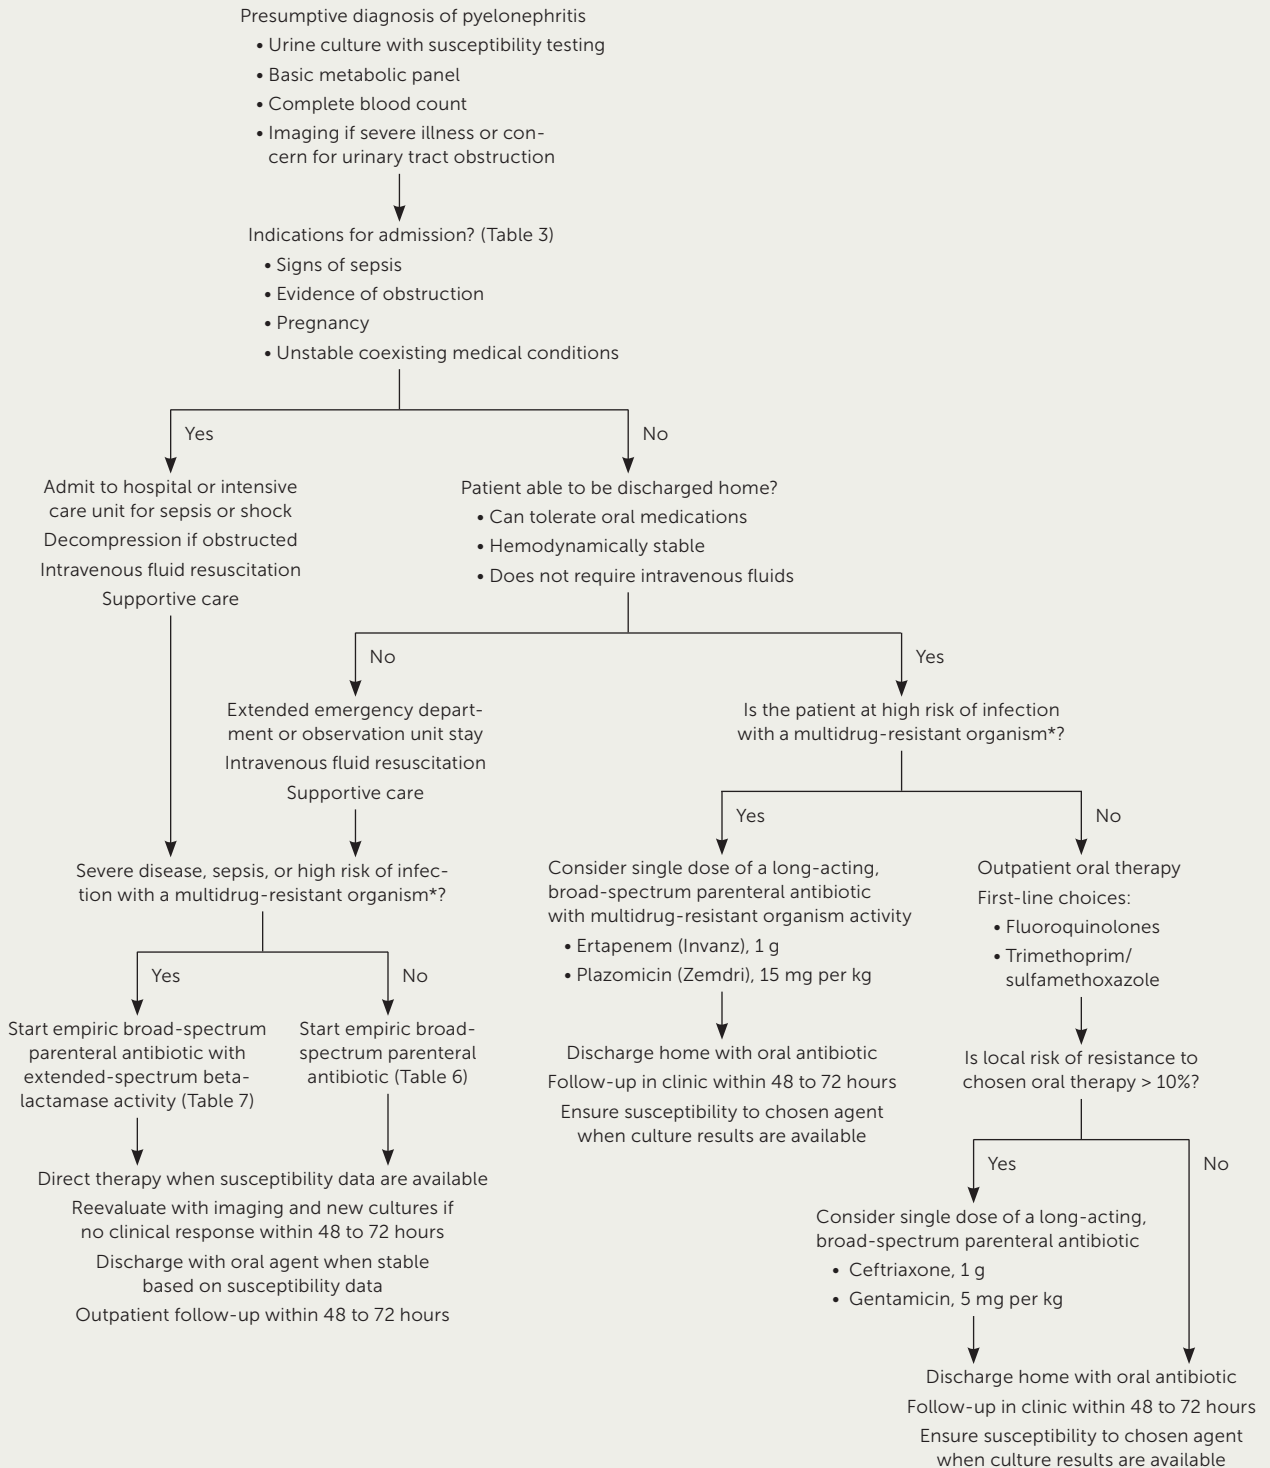 Presumptive diagnosis of pyelonephritis
• Urine culture with susceptibility testing
• Basic metabolic panel
• Complete blood count
• Imaging if severe illness or con-
cern for urinary tract obstruction
Indications for admission? (Table 3)
• Signs of sepsis
• Evidence of obstruction
• Pregnancy
• Unstable coexisting medical conditions
Yes
No
Admit to hospital or intensive
care unit for sepsis or shock
Decompression if obstructed
Intravenous fluid resuscitation
Supportive care
Patient able to be discharged home?
• Can tolerate oral medications
• Hemodynamically stable
• Does not require intravenous fluids
No
Yes
Extended emergency depart-
ment or observation unit stay
Intravenous fluid resuscitation
Supportive care
Is the patient at high risk of infection
with a multidrug-resistant organism*?
Yes
No
Severe disease, sepsis, or high risk of infec-
tion with a multidrug-resistant organism*?
Yes
No
Start empiric broad-spectrum
parenteral antibiotic with
extended-spectrum beta-
lactamase activity (Table 7)
Start empiric broad-
spectrum parenteral
antibiotic (Table 6)
Direct therapy when susceptibility data are available
Reevaluate with imaging and new cultures if
no clinical response within 48 to 72 hours
Discharge with oral agent when stable
based on susceptibility data
Outpatient follow-up within 48 to 72 hours
Consider single dose of a long-acting,
broad-spectrum parenteral antibiotic
with multidrug-resistant organism activity
• Ertapenem (Invanz), 1 g
• Plazomicin (Zemdri), 15 mg per kg
Discharge home with oral antibiotic
Follow-up in clinic within 48 to 72 hours
Ensure susceptibility to chosen agent
when culture results are available
Outpatient oral therapy
First-line choices:
• Fluoroquinolones
• Trimethoprim/
sulfamethoxazole
Is local risk of resistance to
chosen oral therapy > 10%?
Yes
No
Consider single dose of a long-acting,
broad-spectrum parenteral antibiotic
• Ceftriaxone, 1 g
• Gentamicin, 5 mg per kg
Discharge home with oral antibiotic
Follow-up in clinic within 48 to 72 hours
Ensure susceptibility to chosen agent
when culture results are available